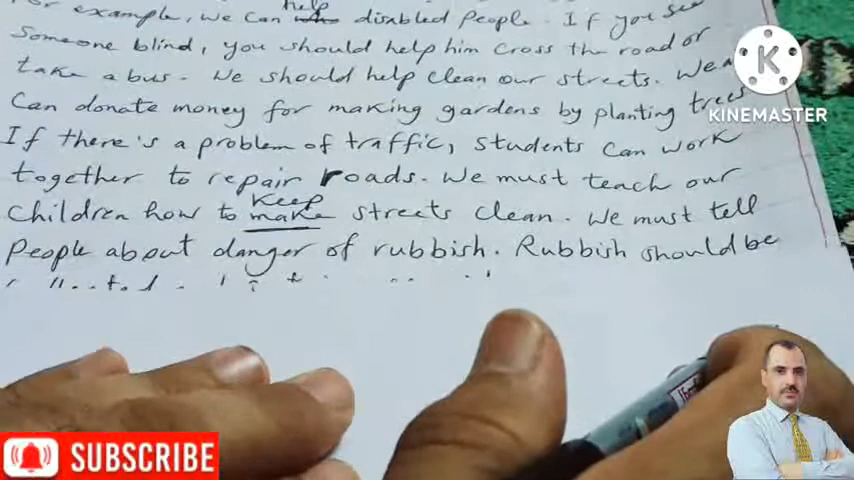 For example, we can help disabled People. If you see
Someone blind, you should help him cross the road or
take a bus. We should help clean our streets. We
Can donate money for making gardens by planting trees
If there's a problem of traffic, students can work
together to repair roads. We must teach our
Keep
children how to make streets clean. We must tell
People about danger of rubbish. Rubbish should be
K
KINEMASTER
SUBSCRIBE